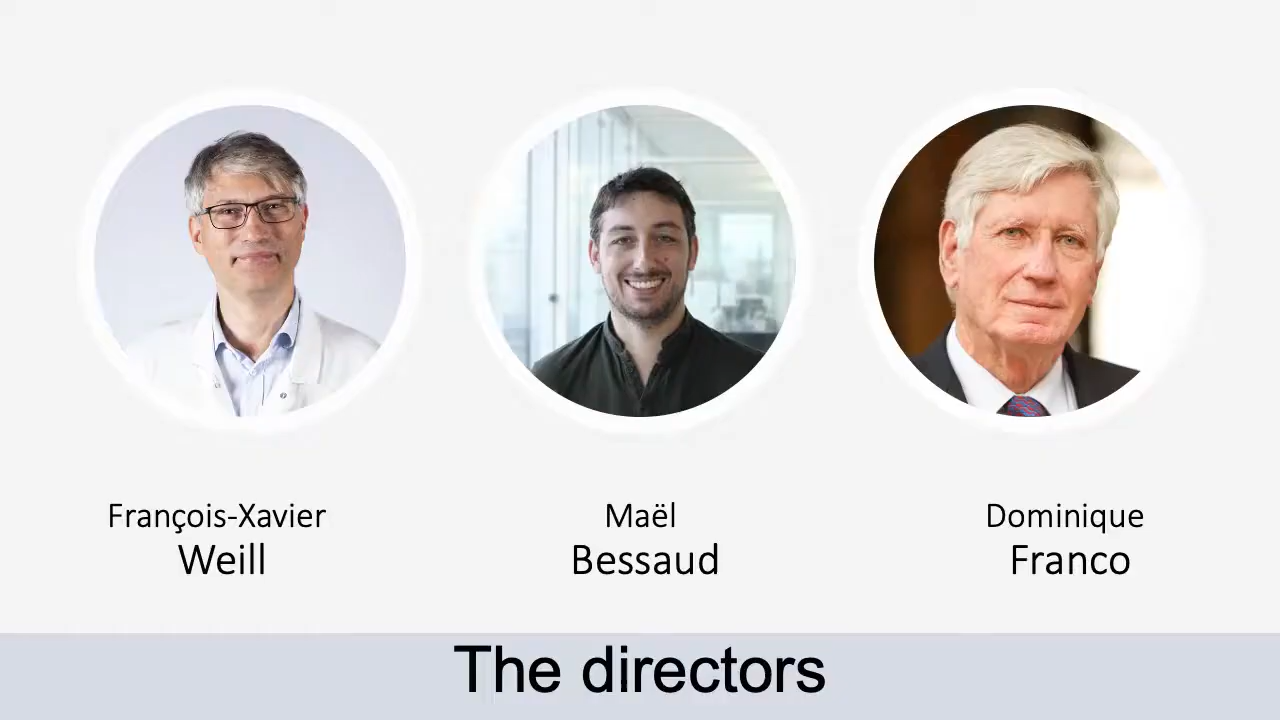 François-Xavier
Weill
Maël
Bessaud
Dominique
Franco
The directors